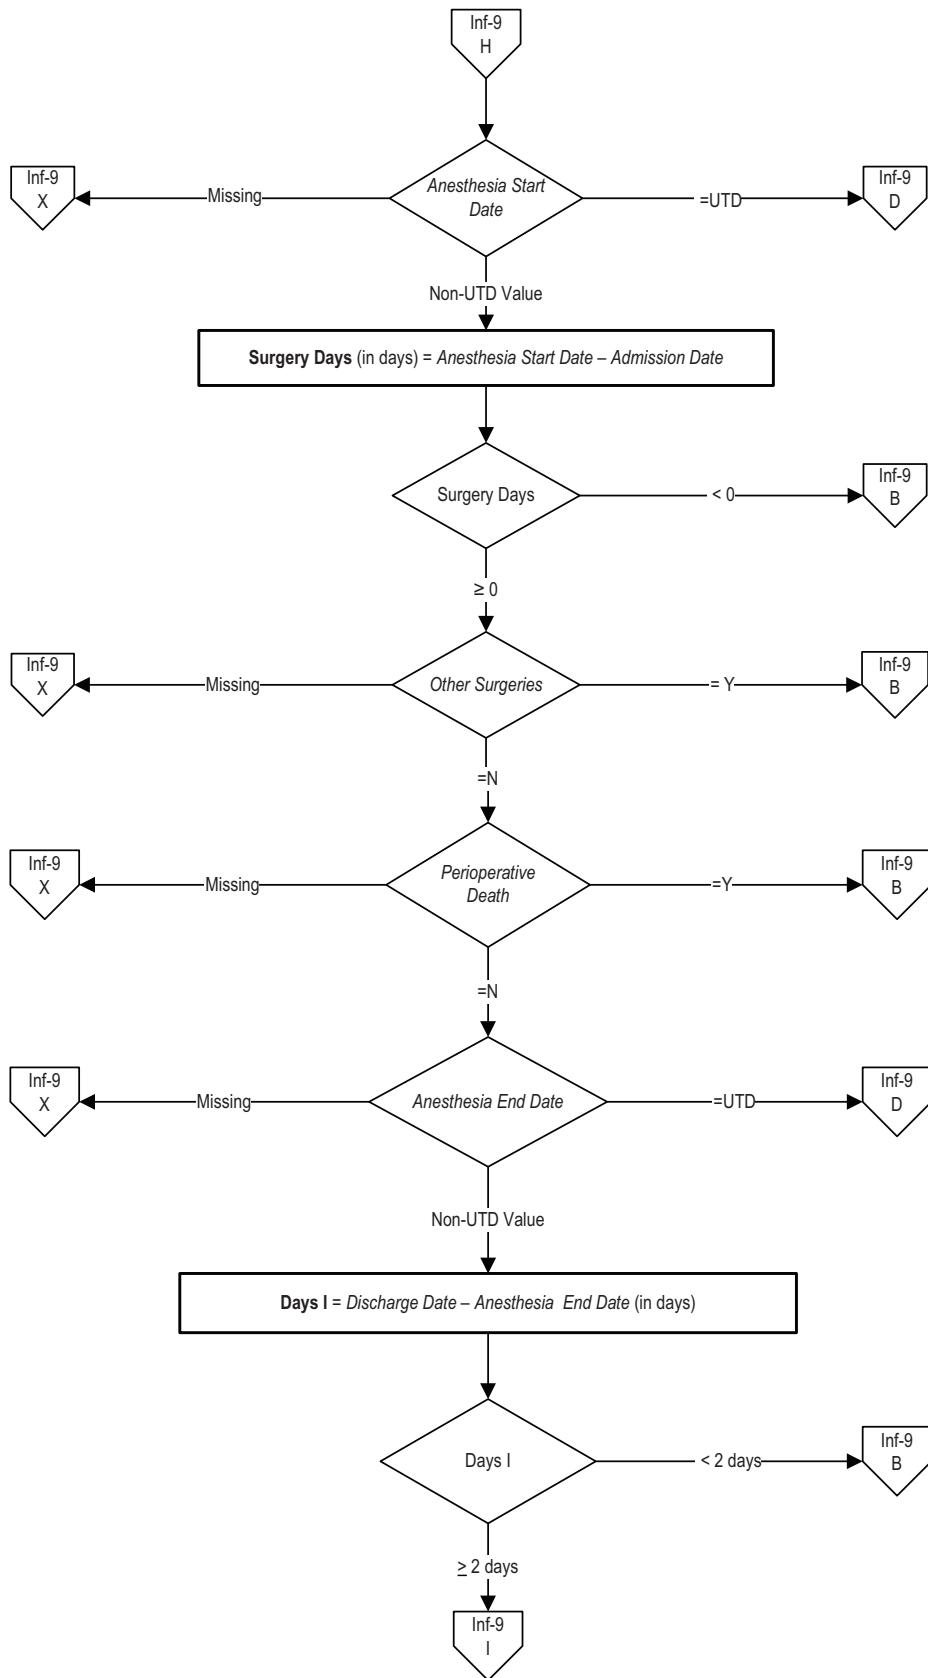 Inf-9
H
Inf-9
X
Missing
Anesthesia Start
Date
=UTD
Inf-9
D
Non-UTD Value
Surgery Days (in days) = Anesthesia Start Date – Admission Date
Surgery Days
< 0
Inf-9
B
≥ 0
Inf-9
X
Missing
Other Surgeries
= Y
Inf-9
B
=N
Inf-9
X
Missing
Perioperative
Death
=Y
Inf-9
B
=N
Inf-9
X
Missing
Anesthesia End Date
=UTD
Inf-9
D
Non-UTD Value
Days I = Discharge Date – Anesthesia End Date (in days)
Days I
< 2 days
Inf-9
B
≥ 2 days
Inf-9
I